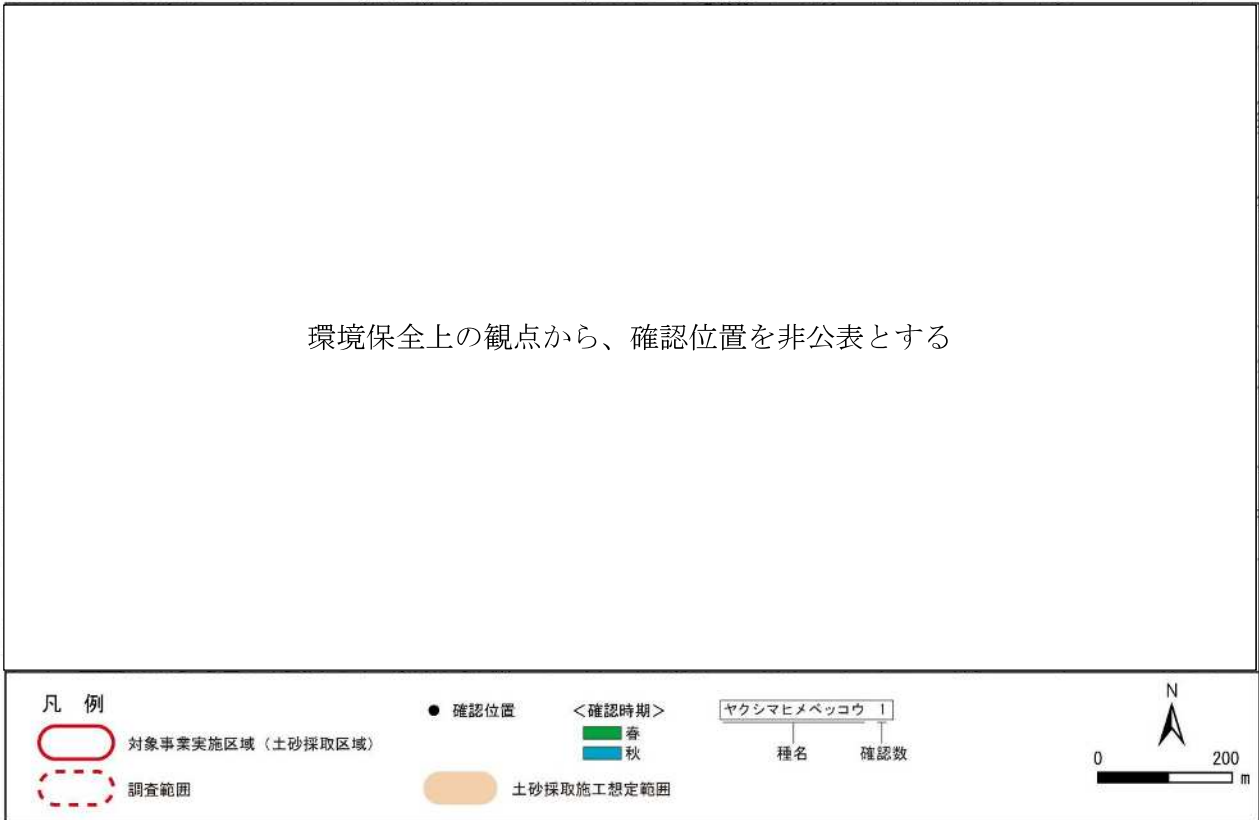 環境保全上の観点から、確認位置を非公表とする
凡 例
対象事業実施区域（土砂採取区域）
調査範囲
● 確認位置
＜確認時期＞
春
秋
土砂採取施工想定範囲
ヤクシマヒメベッコウ 1
種名 確認数
N
0 200
m